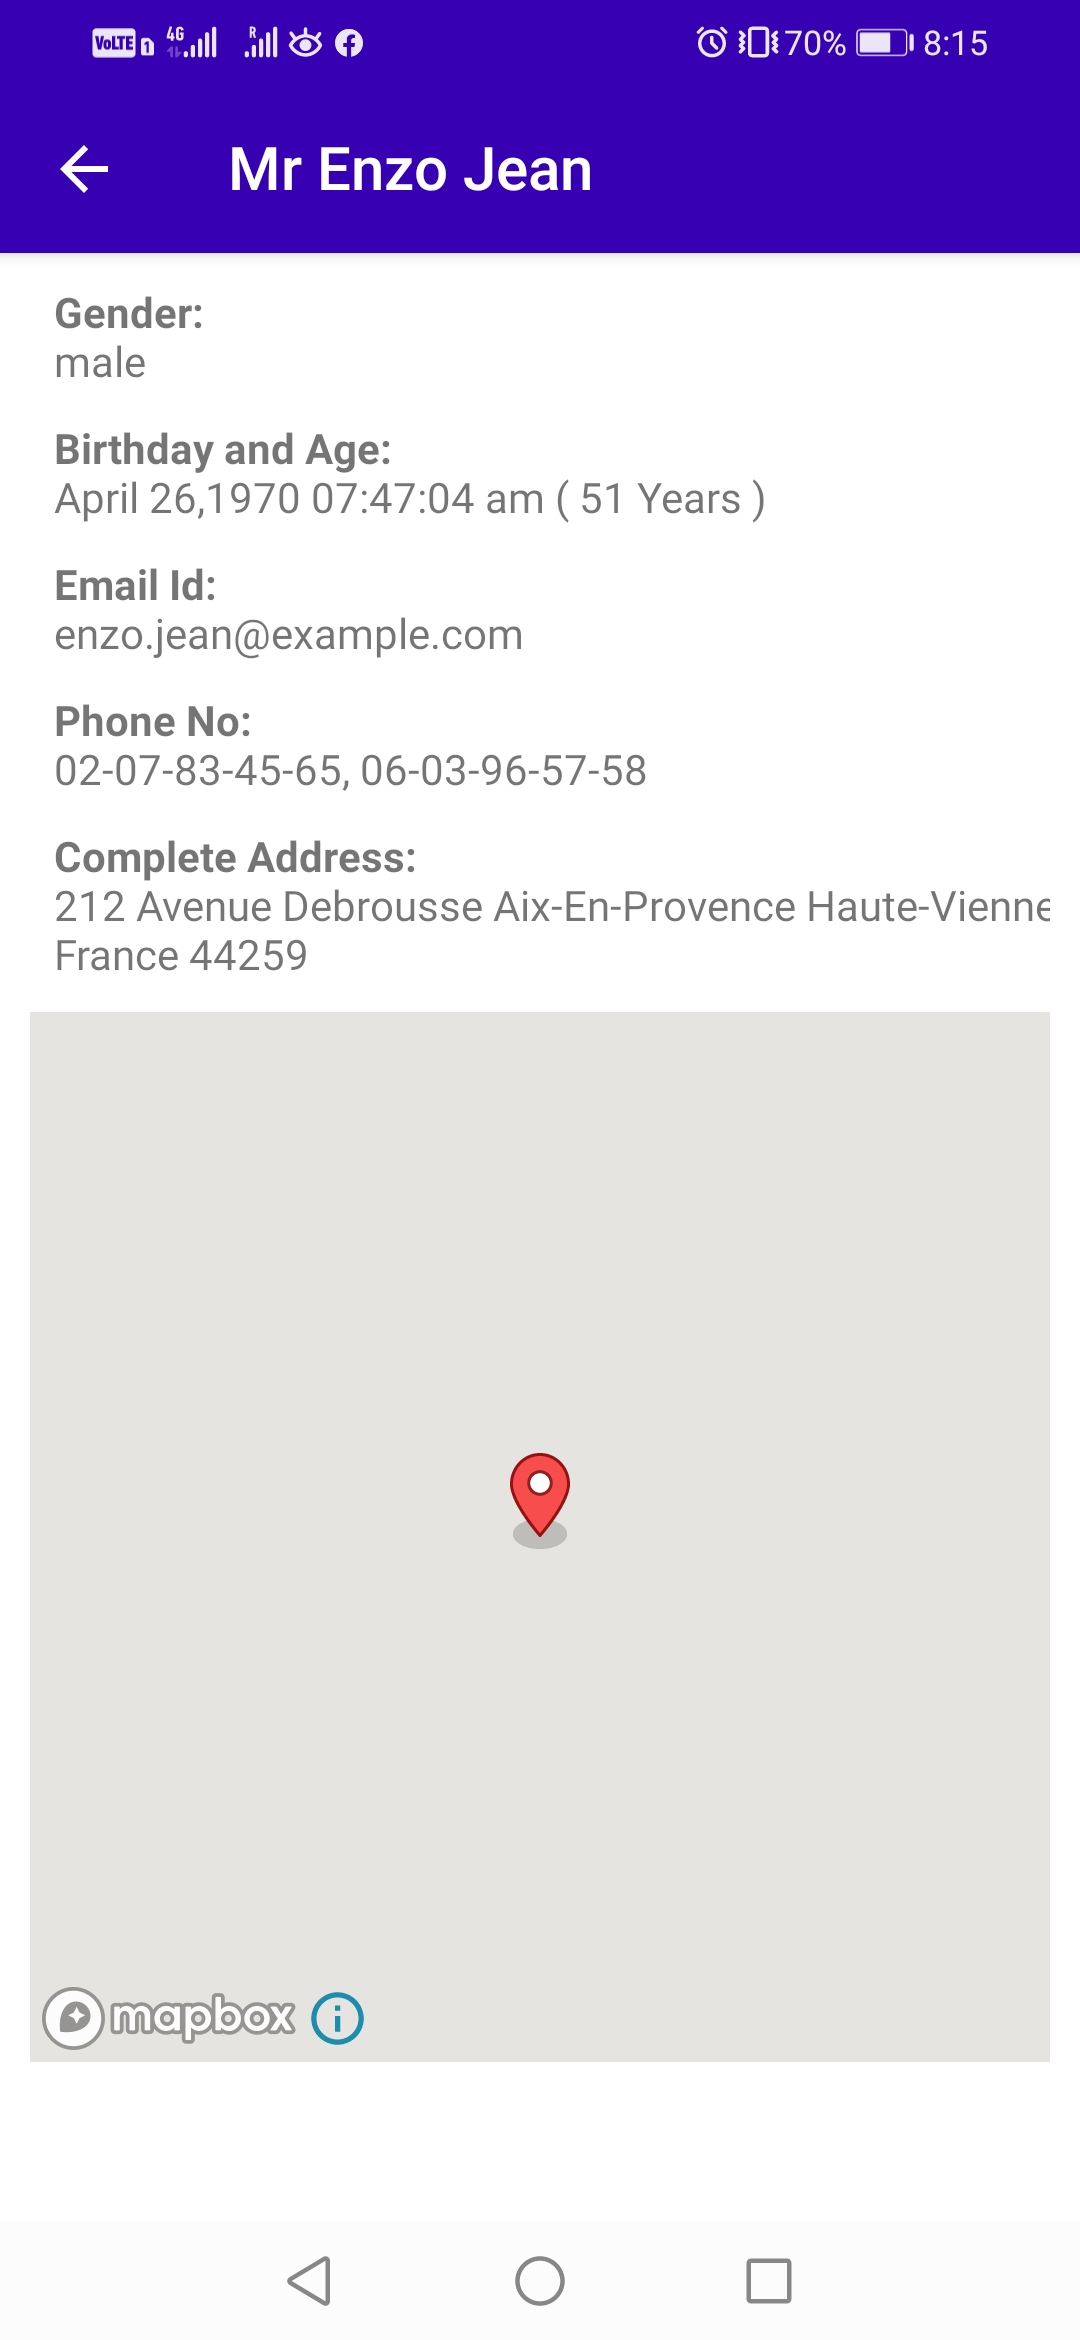 VoLTE 1 4G R 70% 8:15
Mr Enzo Jean
Gender:
male
Birthday and Age:
April 26,1970 07:47:04 am ( 51 Years )
Email Id:
enzo.jean@example.com
Phone No:
02-07-83-45-65, 06-03-96-57-58
Complete Address:
212 Avenue Debrousse Aix-En-Provence Haute-Vienne
France 44259
mapbox